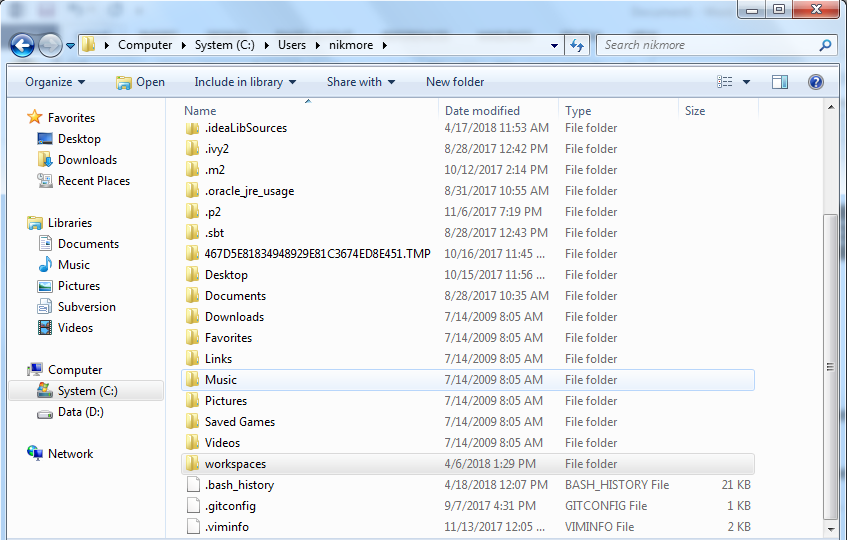 Computer System (C:) Users nikmore Search nikmore
Organize Open Include in library Share with New folder
Name Date modified Type Size
Favorites
Desktop
Downloads
Recent Places
Libraries
Documents
Music
Pictures
Subversion
Videos
Computer
System (C:)
Data (D:)
Network
.ideaLibSources 4/17/2018 11:53 AM File folder
.ivy2 8/28/2017 12:42 PM File folder
.m2 10/12/2017 2:14 PM File folder
.oracle_jre_usage 8/31/2017 10:55 AM File folder
.p2 11/6/2017 7:19 PM File folder
.sbt 8/28/2017 12:43 PM File folder
467D5E81834948929E81C3674ED8E451.TMP 10/16/2017 11:45 ... File folder
Desktop 10/15/2017 11:56 ... File folder
Documents 8/28/2017 10:35 AM File folder
Downloads 7/14/2009 8:05 AM File folder
Favorites 7/14/2009 8:05 AM File folder
Links 7/14/2009 8:05 AM File folder
Music 7/14/2009 8:05 AM File folder
Pictures 7/14/2009 8:05 AM File folder
Saved Games 7/14/2009 8:05 AM File folder
Videos 7/14/2009 8:05 AM File folder
workspaces 4/6/2018 1:29 PM File folder
.bash_history 4/18/2018 12:07 PM BASH_HISTORY File 21 KB
.gitconfig 9/7/2017 4:31 PM GITCONFIG File 1 KB
.viminfo 11/13/2017 12:05 ... VIMINFO File 2 KB